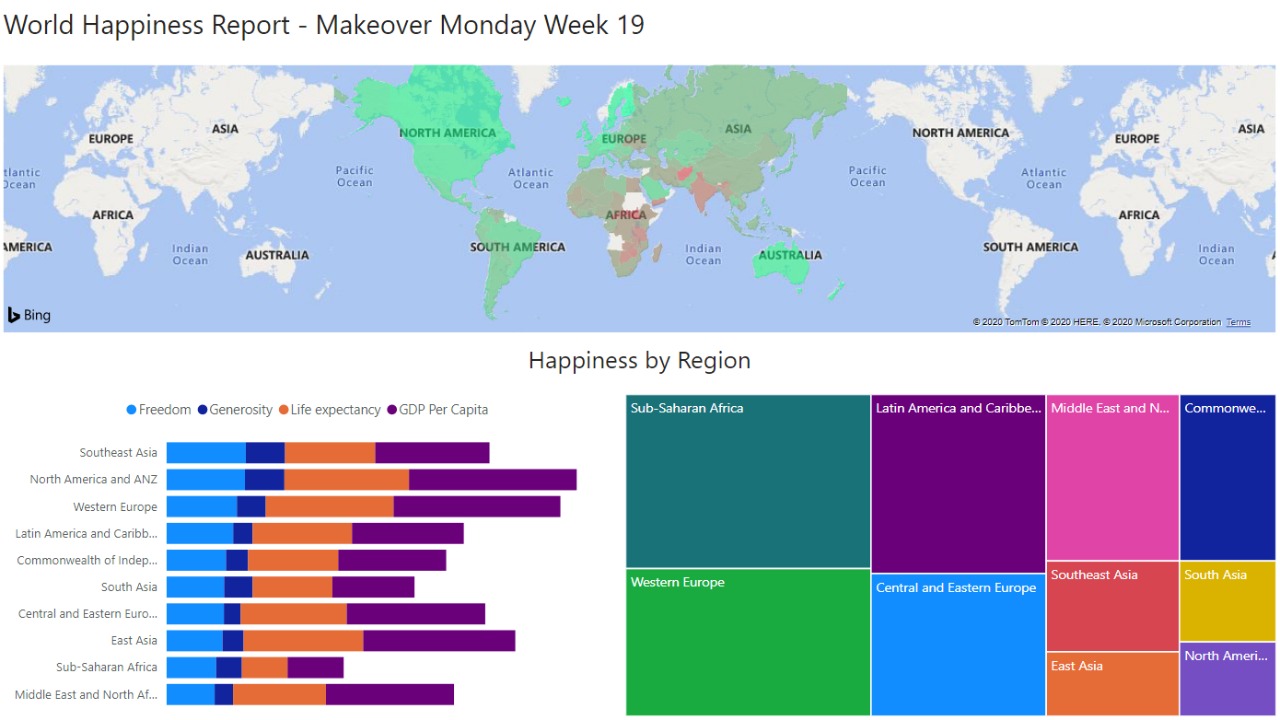 World Happiness Report - Makeover Monday Week 19
EUROPE
ASIA
AFRICA
Indian
Ocean
AUSTRALIA
Pacific
Ocean
NORTH AMERICA
Atlantic
Ocean
SOUTH AMERICA
EUROPE
ASIA
AFRICA
Indian
Ocean
AUSTRALIA
Pacific
Ocean
NORTH AMERICA
Atlantic
Ocean
SOUTH AMERICA
EUROPE
ASIA
AFRICA
Indian
Ocean
tlantic
Ocean
AMERICA
Bing
© 2020 TomTom © 2020 HERE, © 2020 Microsoft Corporation Terms
Happiness by Region
Freedom Generosity Life expectancy GDP Per Capita
Southeast Asia
North America and ANZ
Western Europe
Latin America and Caribb...
Commonwealth of Indep...
South Asia
Central and Eastern Euro...
East Asia
Sub-Saharan Africa
Middle East and North Af...
Sub-Saharan Africa
Western Europe
Latin America and Caribbe...
Central and Eastern Europe
Middle East and N...
Southeast Asia
East Asia
Commonwe...
South Asia
North Ameri...